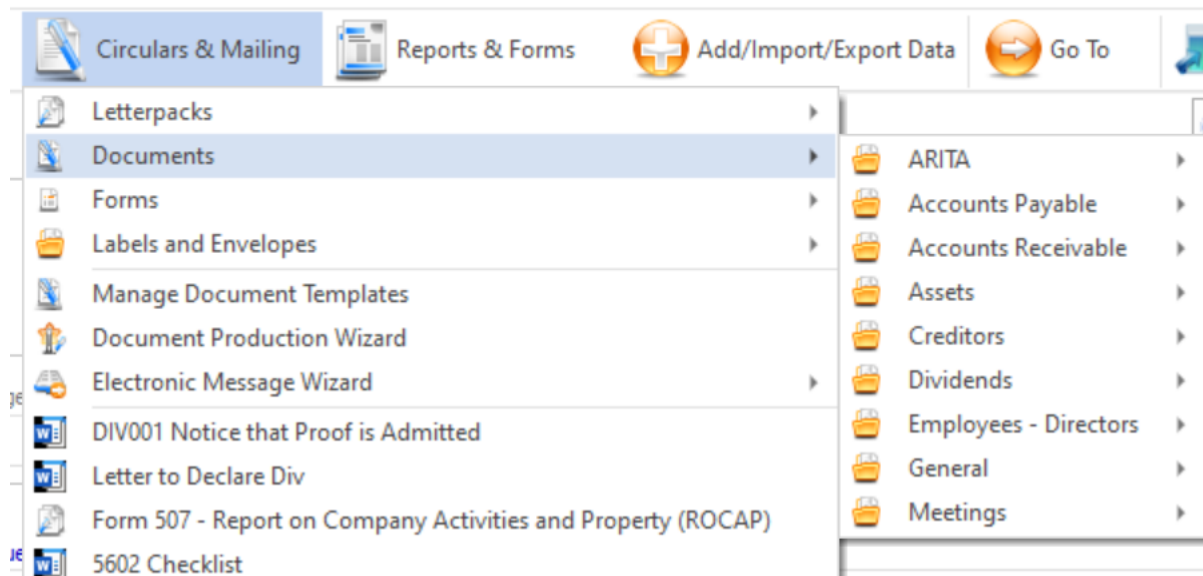 Circulars & Mailing
Reports & Forms
Add/Import/Export Data
Go To
Letterpacks
Documents
Forms
Labels and Envelopes
Manage Document Templates
Document Production Wizard
Electronic Message Wizard
DIV001 Notice that Proof is Admitted
Letter to Declare Div
Form 507 - Report on Company Activities and Property (ROCAP)
5602 Checklist
ARITA
Accounts Payable
Accounts Receivable
Assets
Creditors
Dividends
Employees - Directors
General
Meetings